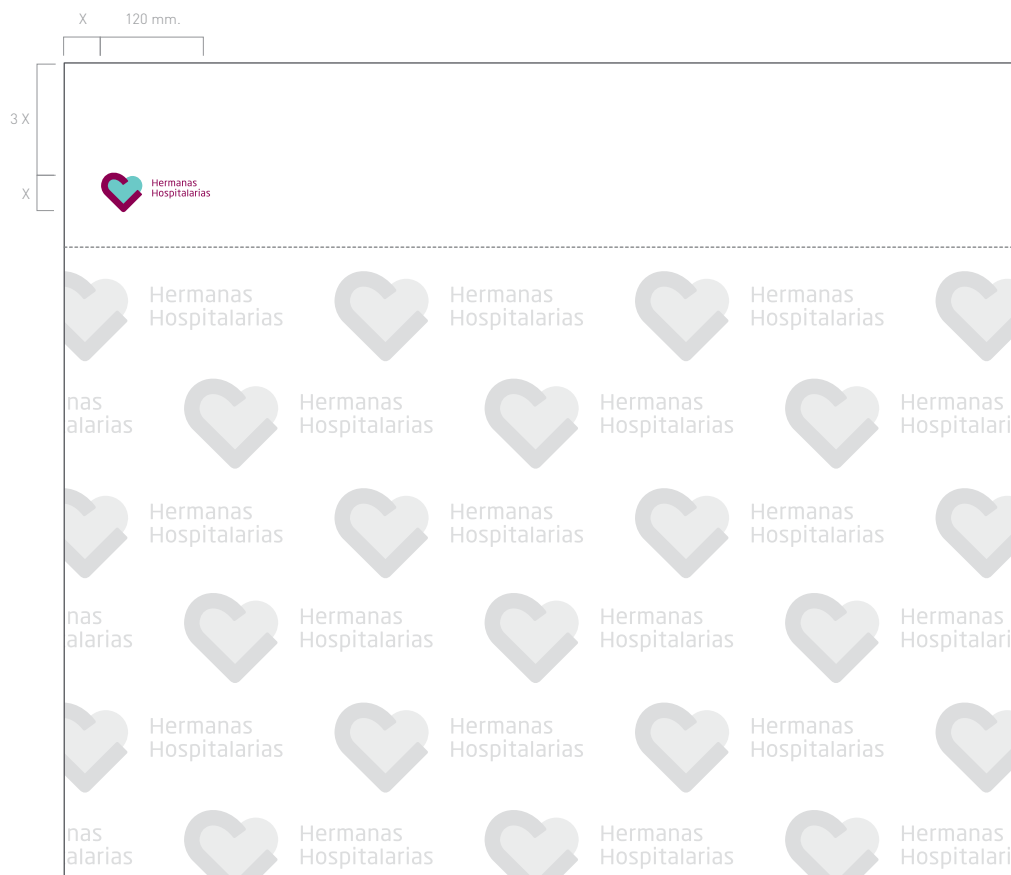 X 120 mm.
3 X
X
Hermanas
Hospitalarias
Hermanas Hermanas Hermanas
Hospitalarias Hospitalarias Hospitalarias
nas Hermanas Hermanas Hermanas
alarias Hospitalarias Hospitalarias Hospitalari
Hermanas Hermanas Hermanas
Hospitalarias Hospitalarias Hospitalarias
nas Hermanas Hermanas Hermanas
alarias Hospitalarias Hospitalarias Hospitalari
Hermanas Hermanas Hermanas
Hospitalarias Hospitalarias Hospitalarias
nas Hermanas Hermanas Hermanas
alarias Hospitalarias Hospitalarias Hospitalari